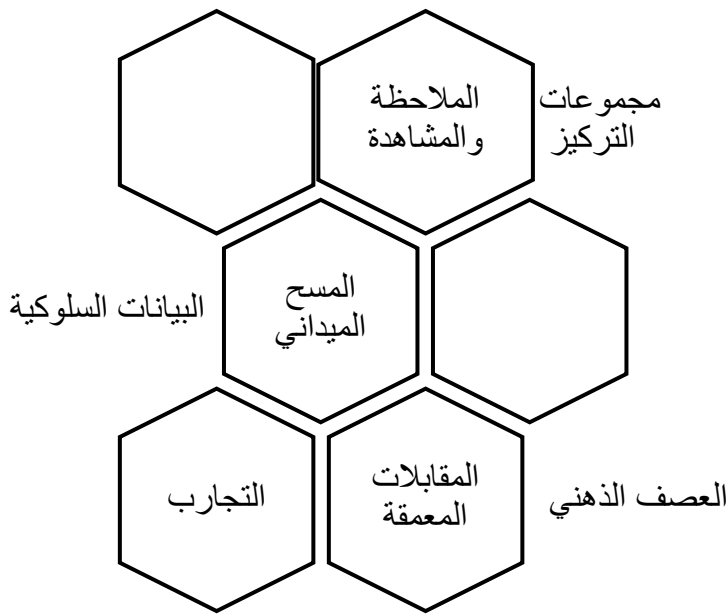 مجموعات
التركيز
الملاحظة
والمشاهدة
المسح
الميداني
البيانات السلوكية
العصف الذهني
المقابلات
المعمقة
التجارب